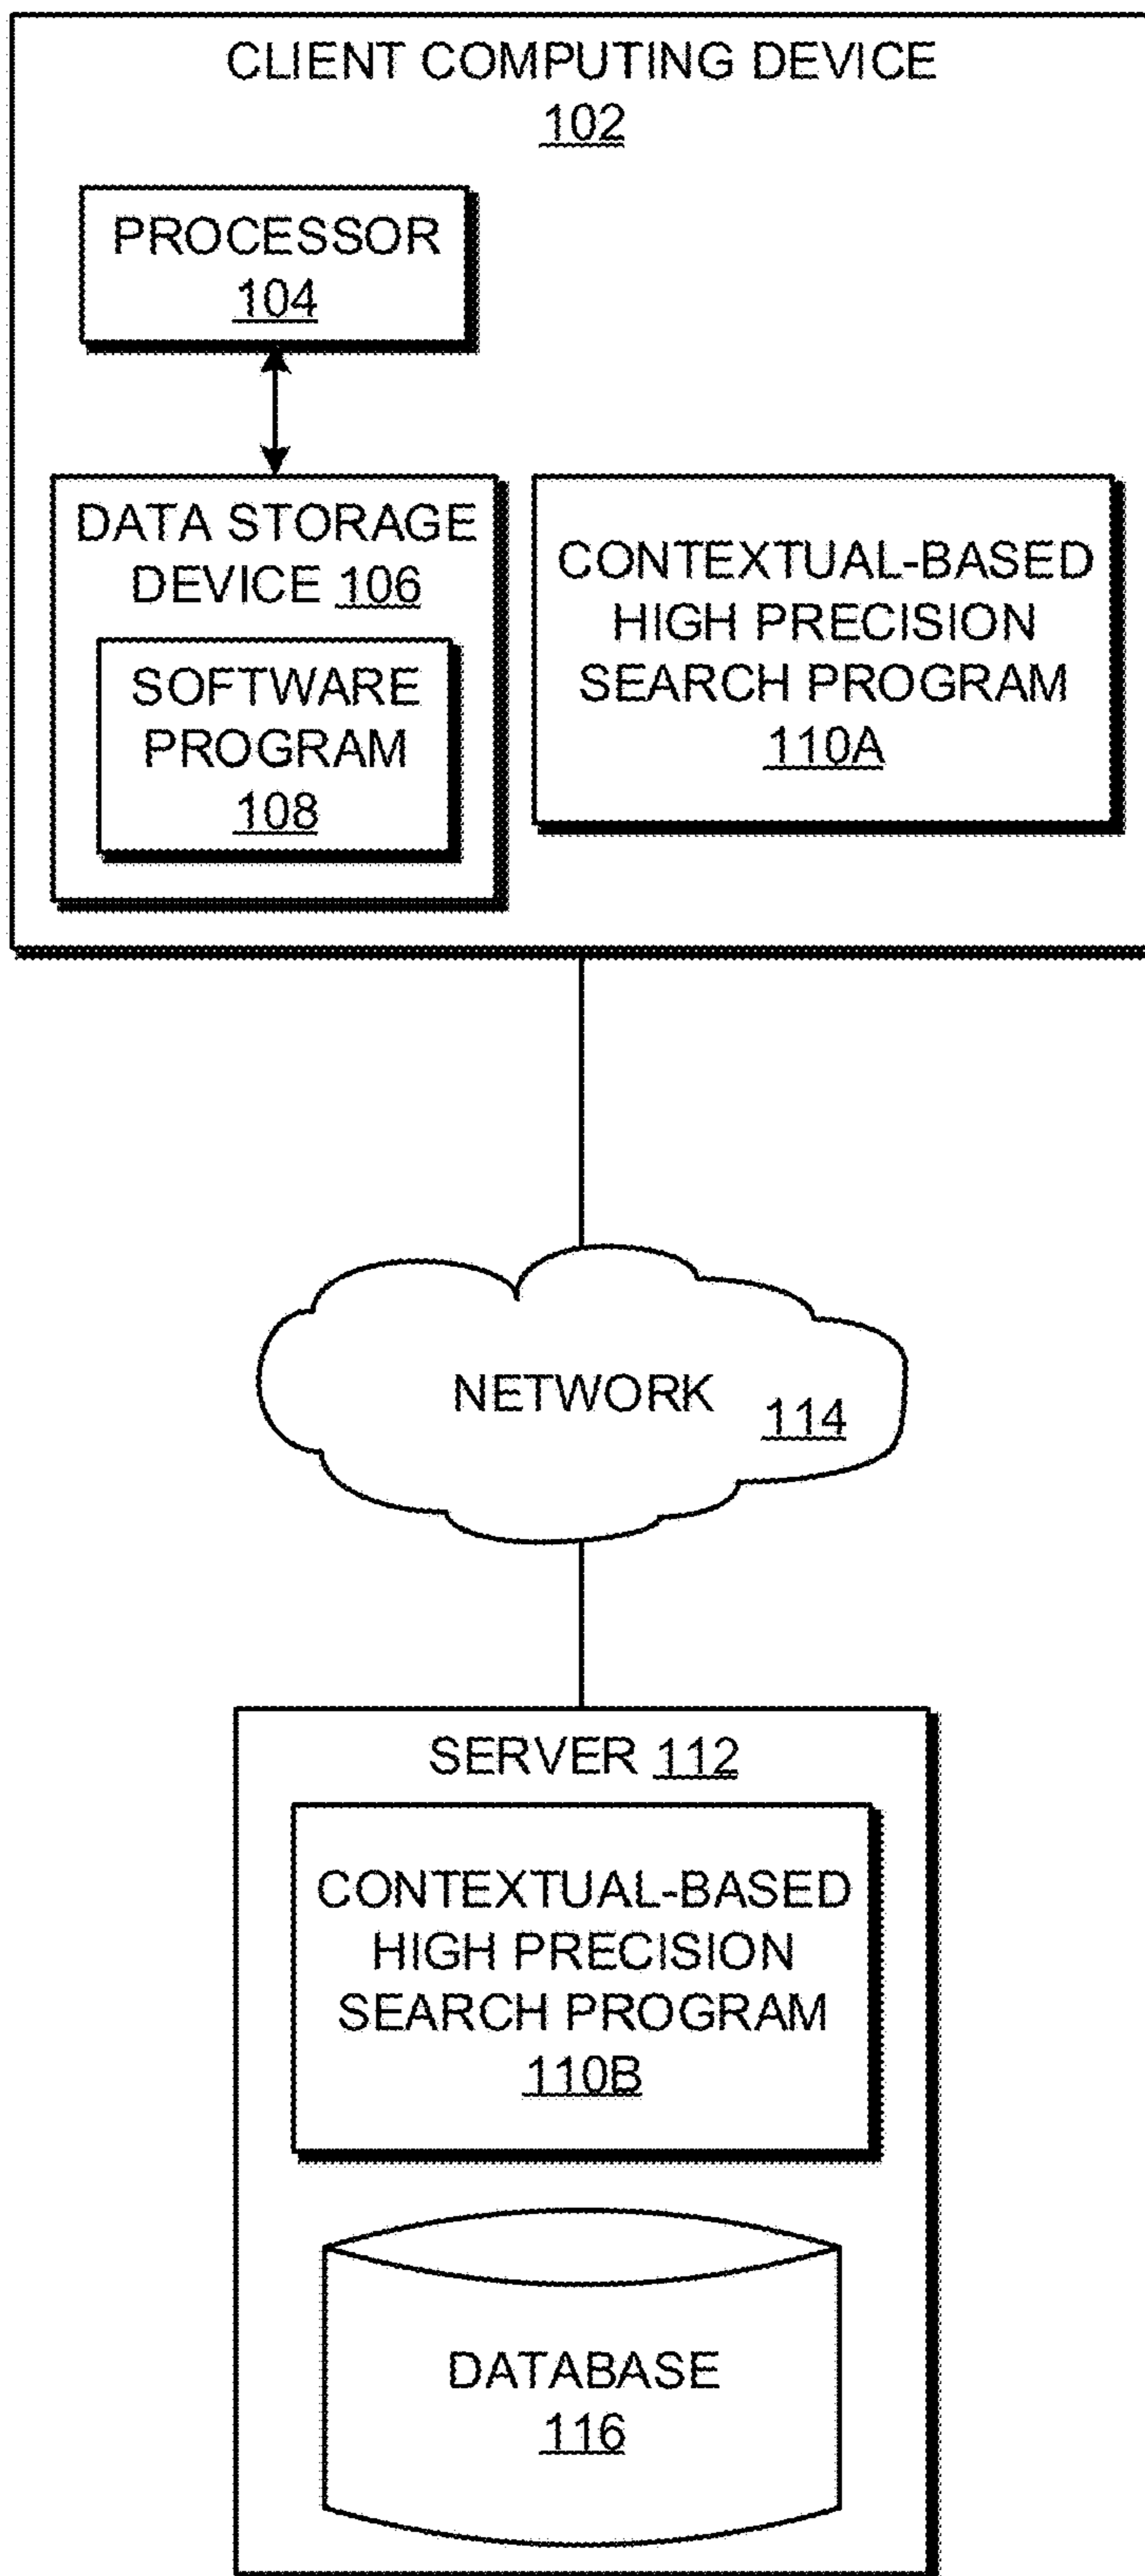 CLIENT COMPUTING DEVICE
102
PROCESSOR
104
DATA STORAGE
DEVICE 106
SOFTWARE
PROGRAM
108
CONTEXTUAL-BASED
HIGH PRECISION
SEARCH PROGRAM
110A
NETWORK 114
SERVER 112
CONTEXTUAL-BASED
HIGH PRECISION
SEARCH PROGRAM
110B
DATABASE
116